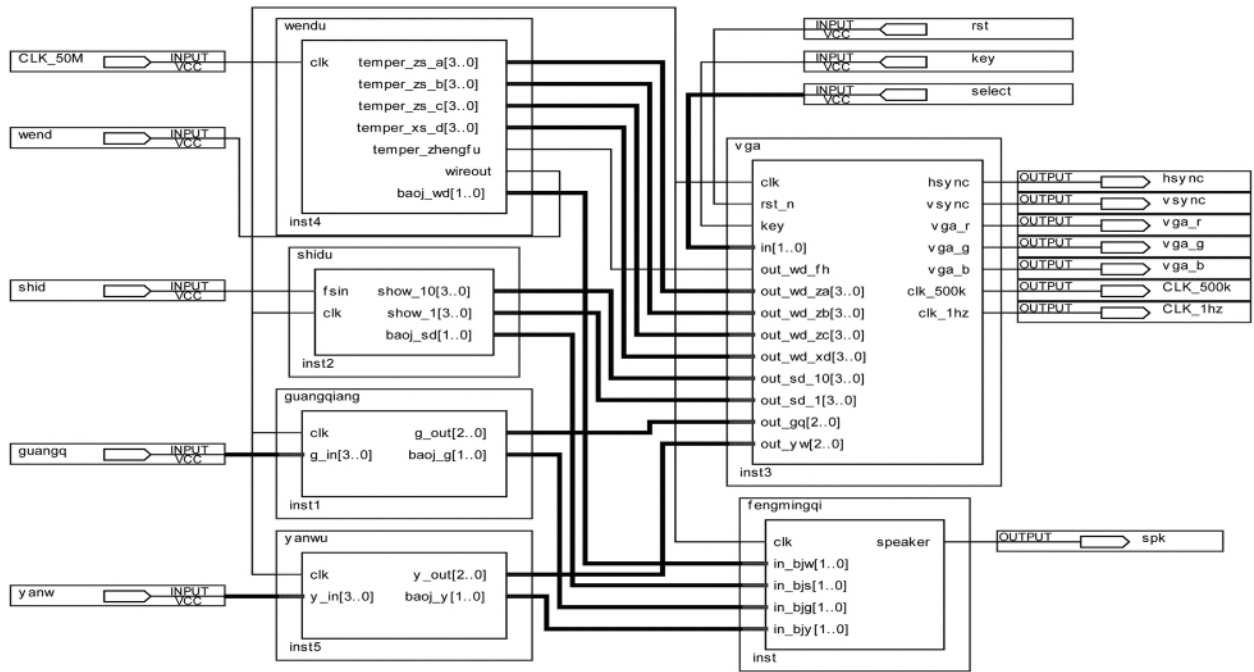 CLK_50M
INPUT
VCC
wend
INPUT
VCC
shid
INPUT
VCC
guangq
INPUT
VCC
yanw
INPUT
VCC
wendu
clk
temper_zs_a[3..0]
temper_zs_b[3..0]
temper_zs_c[3..0]
temper_xs_d[3..0]
temper_zhengfu
wireout
baoj_wd[1..0]
inst4
shidu
fsin show_10[3..0]
clk show_1[3..0]
baoj_sd[1..0]
inst2
guangqiang
clk g_out[2..0]
g_in[3..0] baoj_g[1..0]
inst1
yanwu
clk y_out[2..0]
y_in[3..0] baoj_y[1..0]
inst5
INPUT
VCC
rst
INPUT
VCC
key
INPUT
VCC
select
vga
clk hsync
rst_n vsync
key vga_r
in[1..0] vga_g
out_wd_fh vga_b
out_wd_za[3..0] clk_500k
out_wd_zb[3..0] clk_1hz
out_wd_zc[3..0]
out_wd_xd[3..0]
out_sd_10[3..0]
out_sd_1[3..0]
out_gq[2..0]
out_yw[2..0]
inst3
OUTPUT hsync
OUTPUT vsync
OUTPUT vga_r
OUTPUT vga_g
OUTPUT vga_b
OUTPUT CLK_500k
OUTPUT CLK_1hz
fengmingqi
clk speaker
in_bjw[1..0]
in_bjs[1..0]
in_bjg[1..0]
in_bjy[1..0]
inst
OUTPUT spk